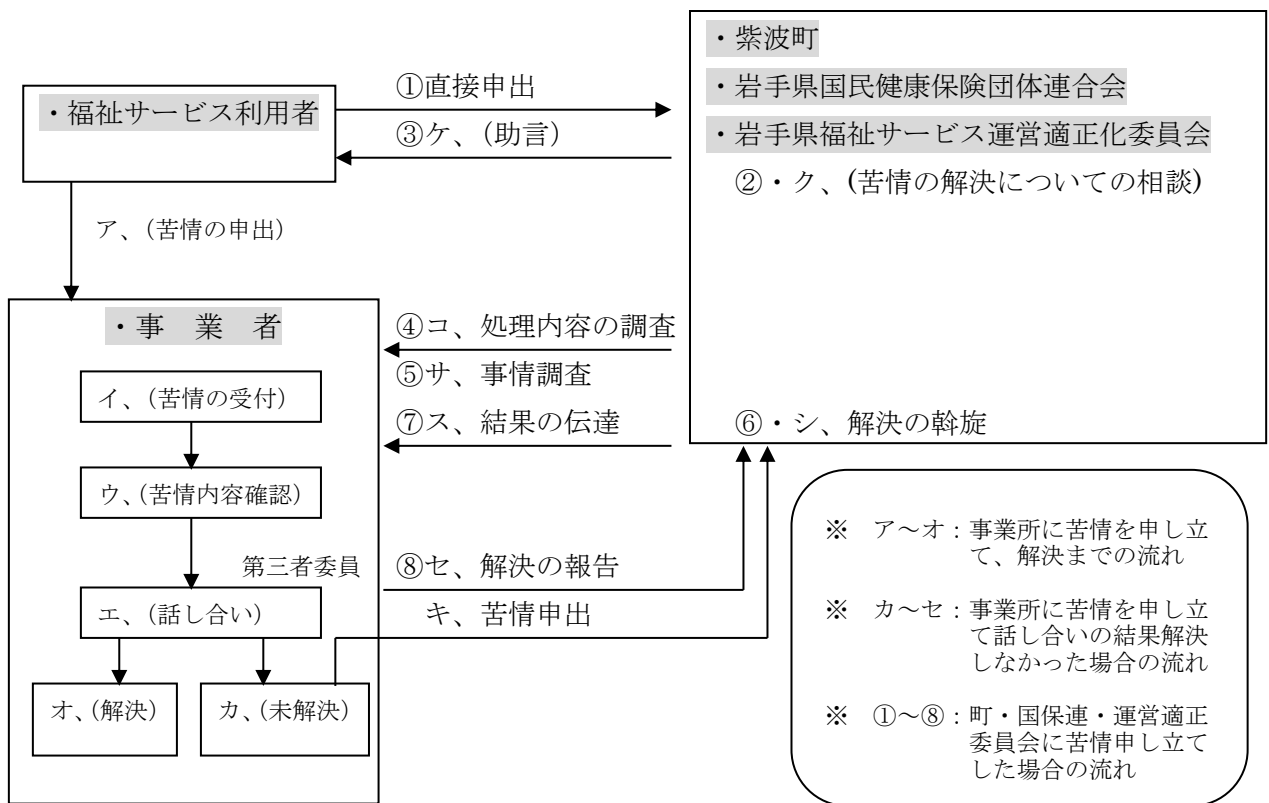 ・福祉サービス利用者
①直接申出
③ケ、（助言）
・紫波町
・岩手県国民健康保険団体連合会
・岩手県福祉サービス運営適正化委員会
②・ク、(苦情の解決についての相談)
ア、（苦情の申出）
・事　業　者
イ、（苦情の受付）
ウ、（苦情内容確認）
第三者委員
エ、（話し合い）
オ、（解決）
カ、（未解決）
④コ、処理内容の調査
⑤サ、事情調査
⑦ス、結果の伝達
⑥・シ、解決の斡旋
⑧セ、解決の報告
キ、苦情申出
※　ア～オ：事業所に苦情を申し立
て、解決までの流れ
※　カ～セ：事業所に苦情を申し立
て話し合いの結果解決
しなかった場合の流れ
※　①～⑧：町・国保連・運営適正
委員会に苦情申し立て
した場合の流れ